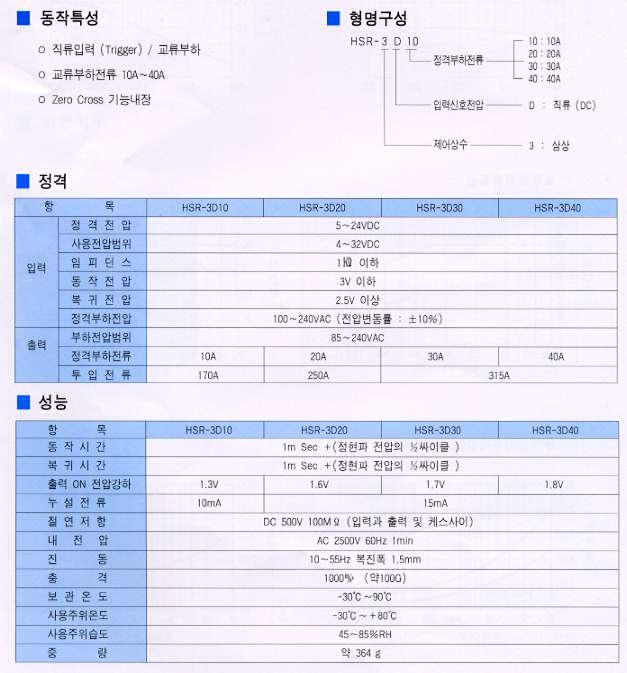 동작특성
직류입력 (Trigger) / 교류부하
교류부하전류 10A~40A
Zero Cross 기능내장
형명구성
HSR-3 D 10
정격부하전류
10 : 10A
20 : 20A
30 : 30A
40 : 40A
입력신호전압 D : 직류 (DC)
제어상수 3 : 삼상
정격
항 목 HSR-3D10 HSR-3D20 HSR-3D30 HSR-3D40
입력
정격전압 5~24VDC
사용전압범위 4~32VDC
임피던스 1㏀ 이하
동작전압 3V 이하
복귀전압 2.5V 이상
정격부하전압 100~240VAC (전압변동률 : ±10%)
출력
부하전압범위 85~240VAC
정격부하전류 10A 20A 30A 40A
투입전류 170A 250A 315A
성능
항 목 HSR-3D10 HSR-3D20 HSR-3D30 HSR-3D40
동작시간 1m Sec +(정현파 전압의 ½싸이클 )
복귀시간 1m Sec +(정현파 전압의 ½싸이클 )
출력 ON 전압강하 1.3V 1.6V 1.7V 1.8V
누설전류 10mA 15mA
절연저항 DC 500V 100MΩ (입력과 출력 및 케스사이)
내전압 AC 2500V 60Hz 1min
진 동 10~55Hz 복진폭 1.5mm
충 격 (약100G)
보관온도 -30℃ ~90℃
사용주위온도 -30℃ ~ +80℃
사용주위습도 45~85%RH
중 량 약 364 g